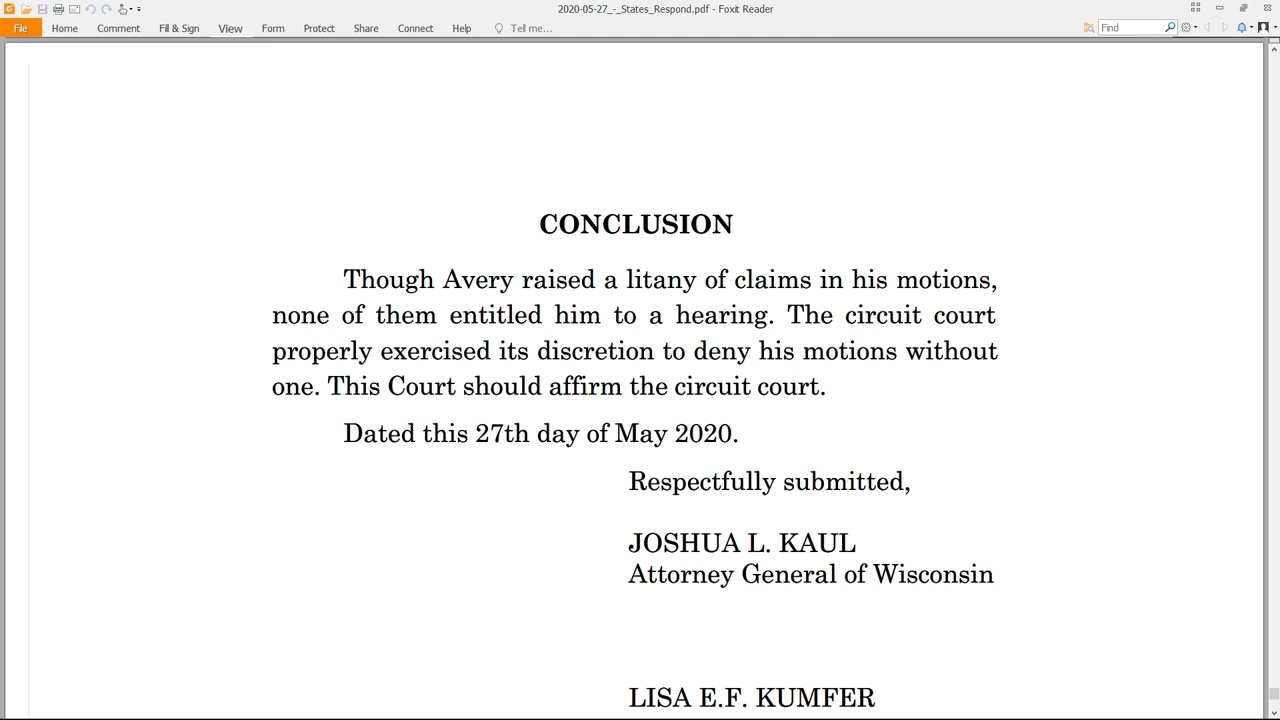 2020-05-27_-_States_Respond.pdf - Foxit Reader
File Home Comment Fill & Sign View Form Protect Share Connect Help Tell me... Find
CONCLUSION
Though Avery raised a litany of claims in his motions,
none of them entitled him to a hearing. The circuit court
properly exercised its discretion to deny his motions without
one. This Court should affirm the circuit court.
Dated this 27th day of May 2020.
Respectfully submitted,
JOSHUA L. KAUL
Attorney General of Wisconsin
LISA E.F. KUMFER